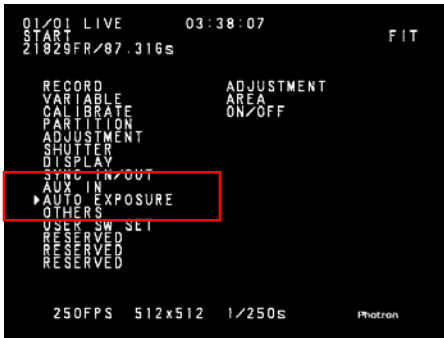 01/01 LIVE 03:38:07
START FIT
21829FR/87.316s
RECORD ADJUSTMENT
VARIABLE AREA
CALIBRATE ON/OFF
PARTITION
ADJUSTMENT
SHUTTER
DISPLAY
SYNC IN/OUT
AUX IN
▶AUTO EXPOSURE
OTHERS
USER SW SET
RESERVED
RESERVED
RESERVED
250FPS 512x512 1/250s Photron